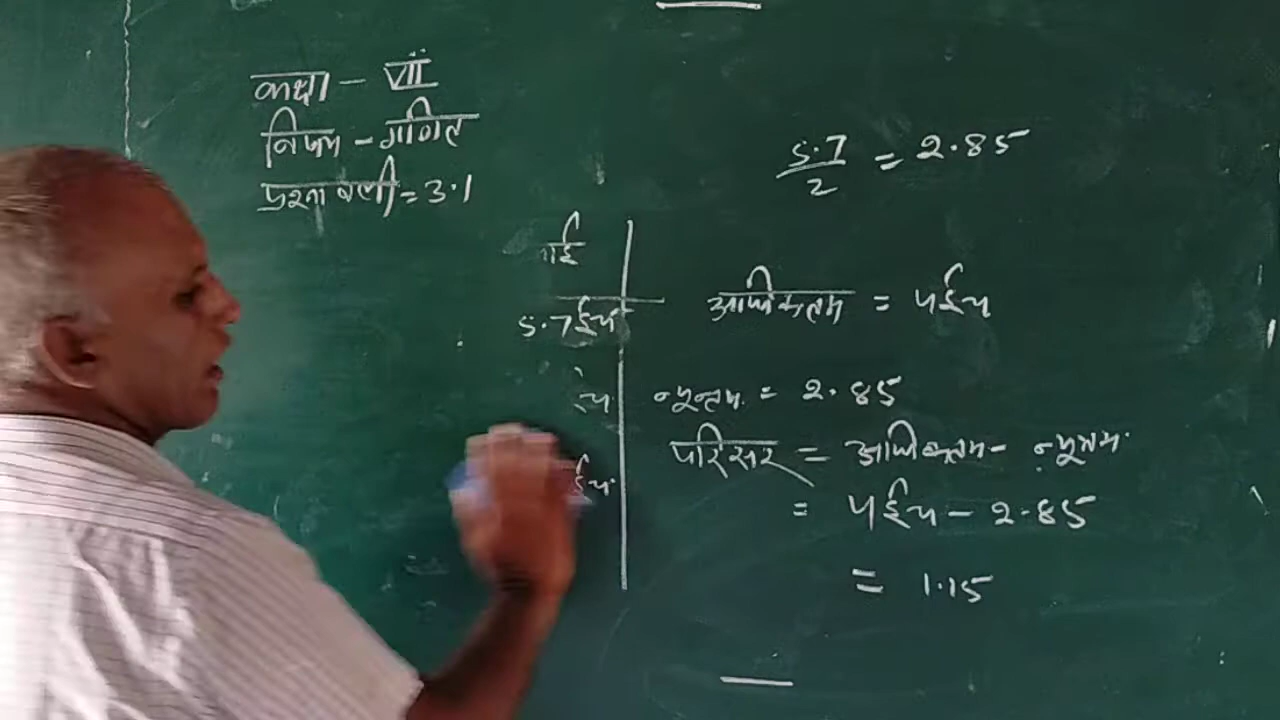 कक्षा - VII
विषय - गणित
प्रश्नावली = 3.1
5.7/2 = 2.85
5.7 ईंच
अधिकतम = 4 ईंच
न्यूनतम = 2.85
परिसर = अधिकतम - न्यूनतम
= 4 ईंच - 2.85
= 1.15